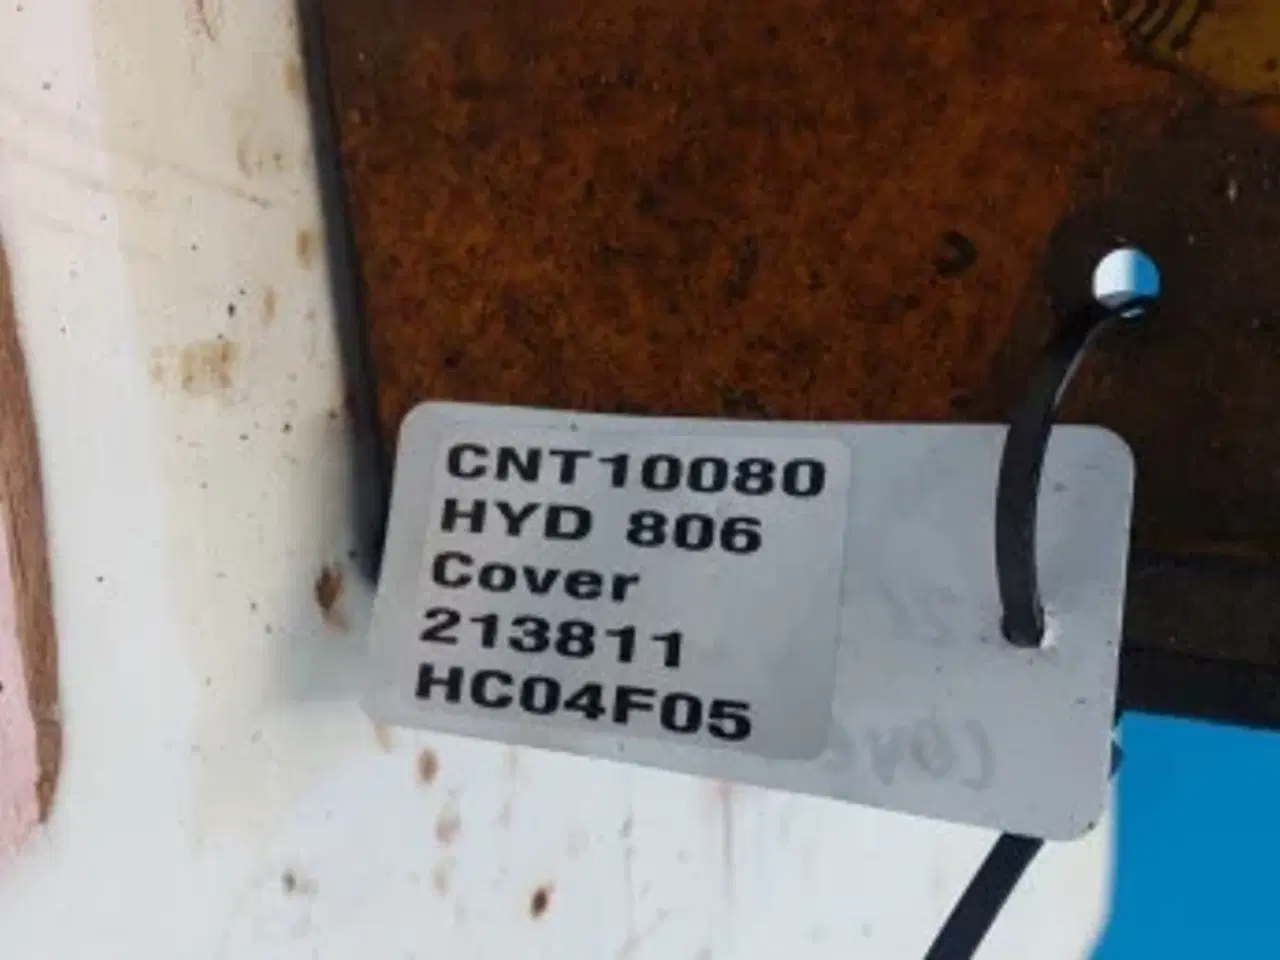 CNT10080
HYD 806
Cover
213811
HC04F05